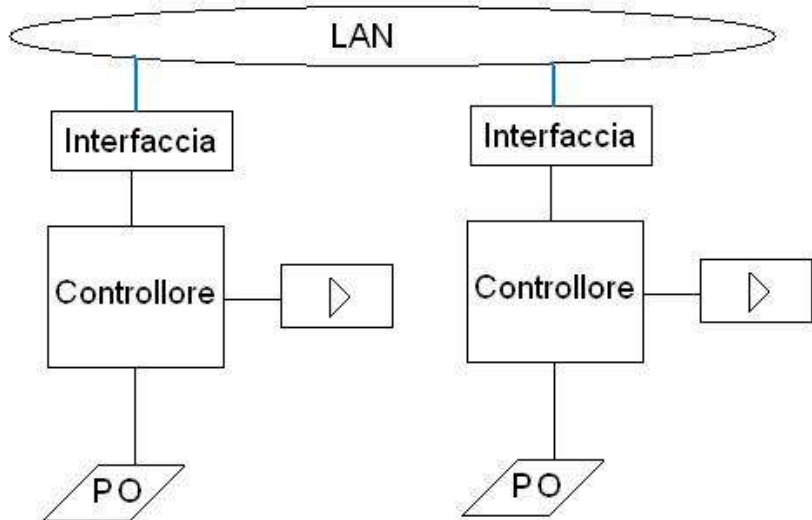 LAN
Interfaccia
Interfaccia
Controllore
Controllore
PO
PO